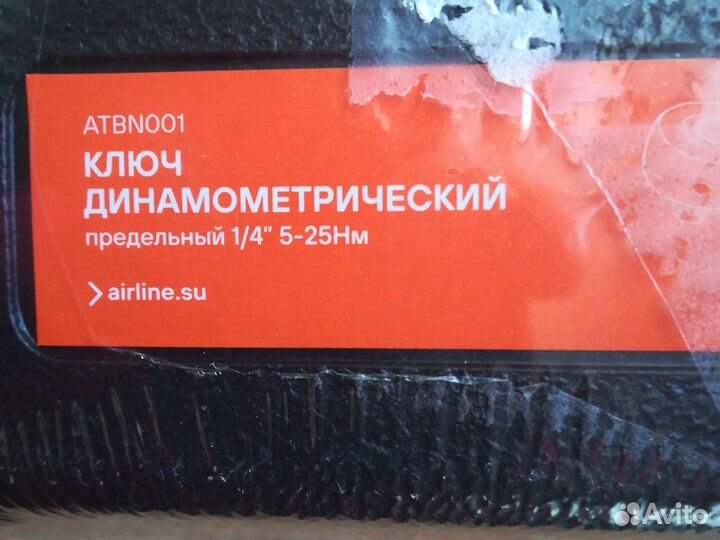 ATBN001
КЛЮЧ
ДИНАМОМЕТРИЧЕСКИЙ
предельный 1/4" 5-25Нм
airline.su
Avito